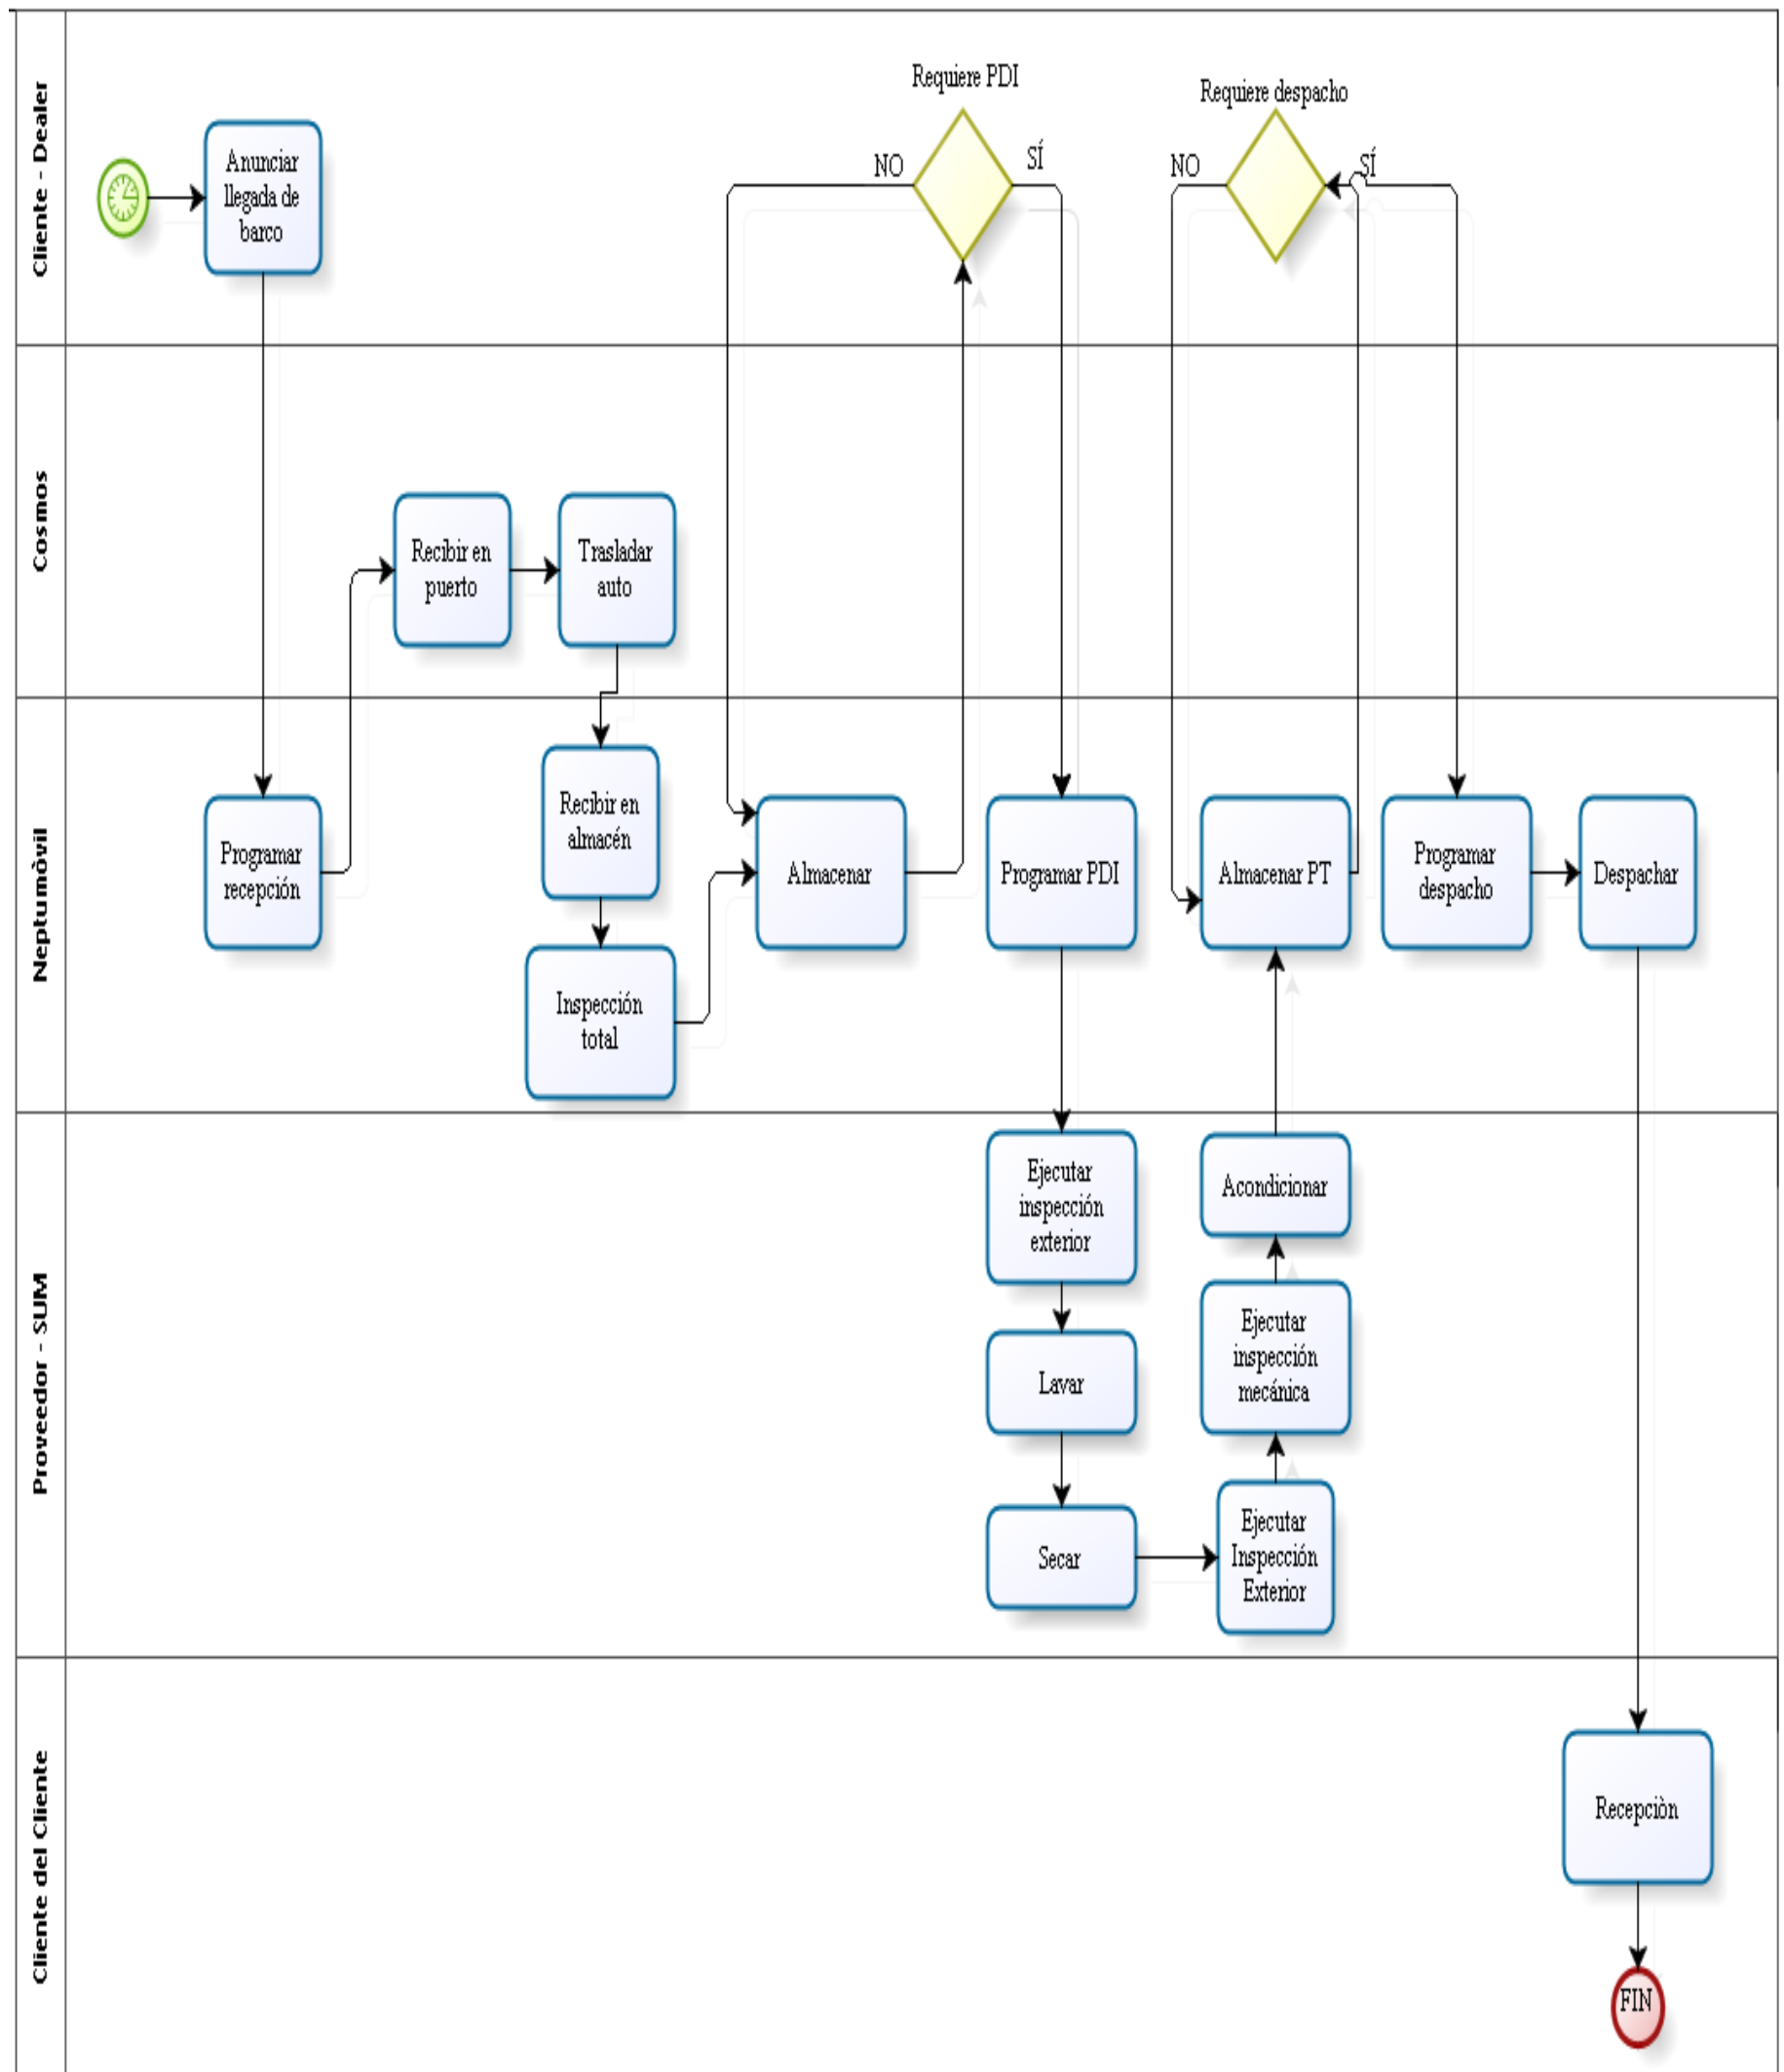 Cliente - Dealer
Anunciar
llegada de
barco
Requiere PDI
NO
SÍ
Requiere despacho
NO
SÍ
Cosmos
Recibir en
puerto
Trasladar
auto
Neptumòvil
Programar
recepción
Recibir en
almacén
Inspección
total
Almacenar
Programar PDI
Almacenar PT
Programar
despacho
Despachar
Proveedor - SUM
Ejecutar
inspección
exterior
Lavar
Secar
Acondicionar
Ejecutar
inspección
mecánica
Ejecutar
Inspección
Exterior
Cliente del Cliente
Recepciòn
FIN